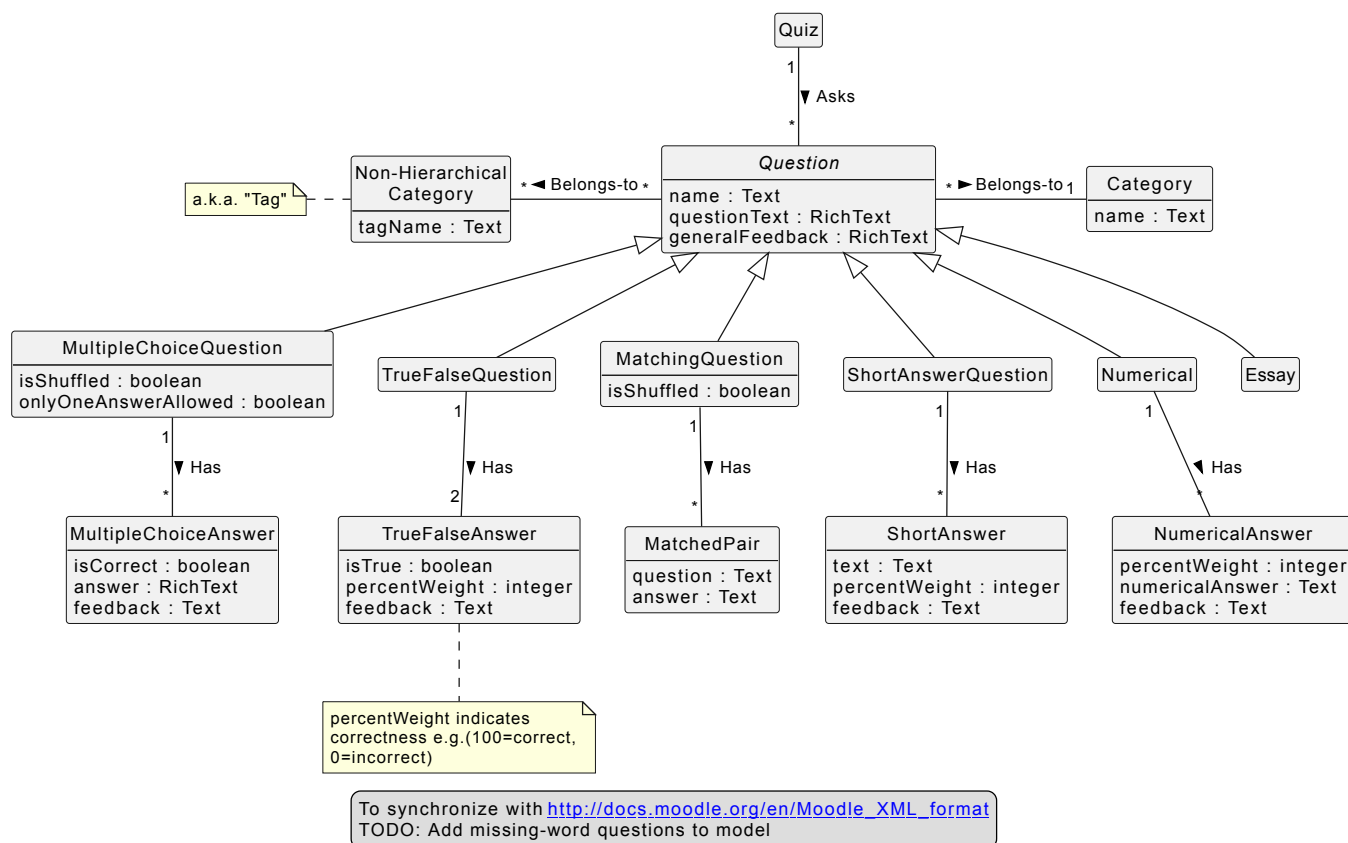 Quiz
1
▼ Asks
*
Non-Hierarchical
Category
tagName : Text
a.k.a. "Tag"
* ◄ Belongs-to *
Question
name : Text
questionText : RichText
generalFeedback : RichText
* ► Belongs-to 1
Category
name : Text
MultipleChoiceQuestion
isShuffled : boolean
onlyOneAnswerAllowed : boolean
TrueFalseQuestion
MatchingQuestion
isShuffled : boolean
ShortAnswerQuestion
Numerical
Essay
1
▼ Has
*
1
▼ Has
2
1
▼ Has
*
1
▼ Has
*
1
▼ Has
*
MultipleChoiceAnswer
isCorrect : boolean
answer : RichText
feedback : Text
TrueFalseAnswer
isTrue : boolean
percentWeight : integer
feedback : Text
MatchedPair
question : Text
answer : Text
ShortAnswer
text : Text
percentWeight : integer
feedback : Text
NumericalAnswer
percentWeight : integer
numericalAnswer : Text
feedback : Text
percentWeight indicates
correctness e.g.(100=correct,
0=incorrect)
To synchronize with http://docs.moodle.org/en/Moodle_XML_format
TODO: Add missing-word questions to model